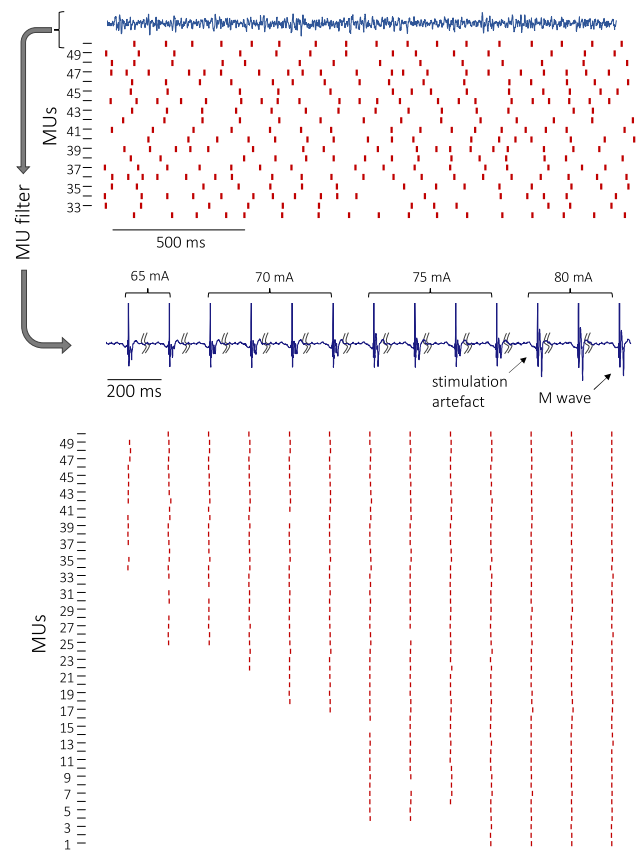 49
47
45
43
41
39
37
35
33
MUs
MU filter
500 ms
65 mA
70 mA
75 mA
80 mA
200 ms
stimulation
artefact
M wave
49
47
45
43
41
39
37
35
33
31
29
27
25
23
21
19
17
15
13
11
9
7
5
3
1
MUs